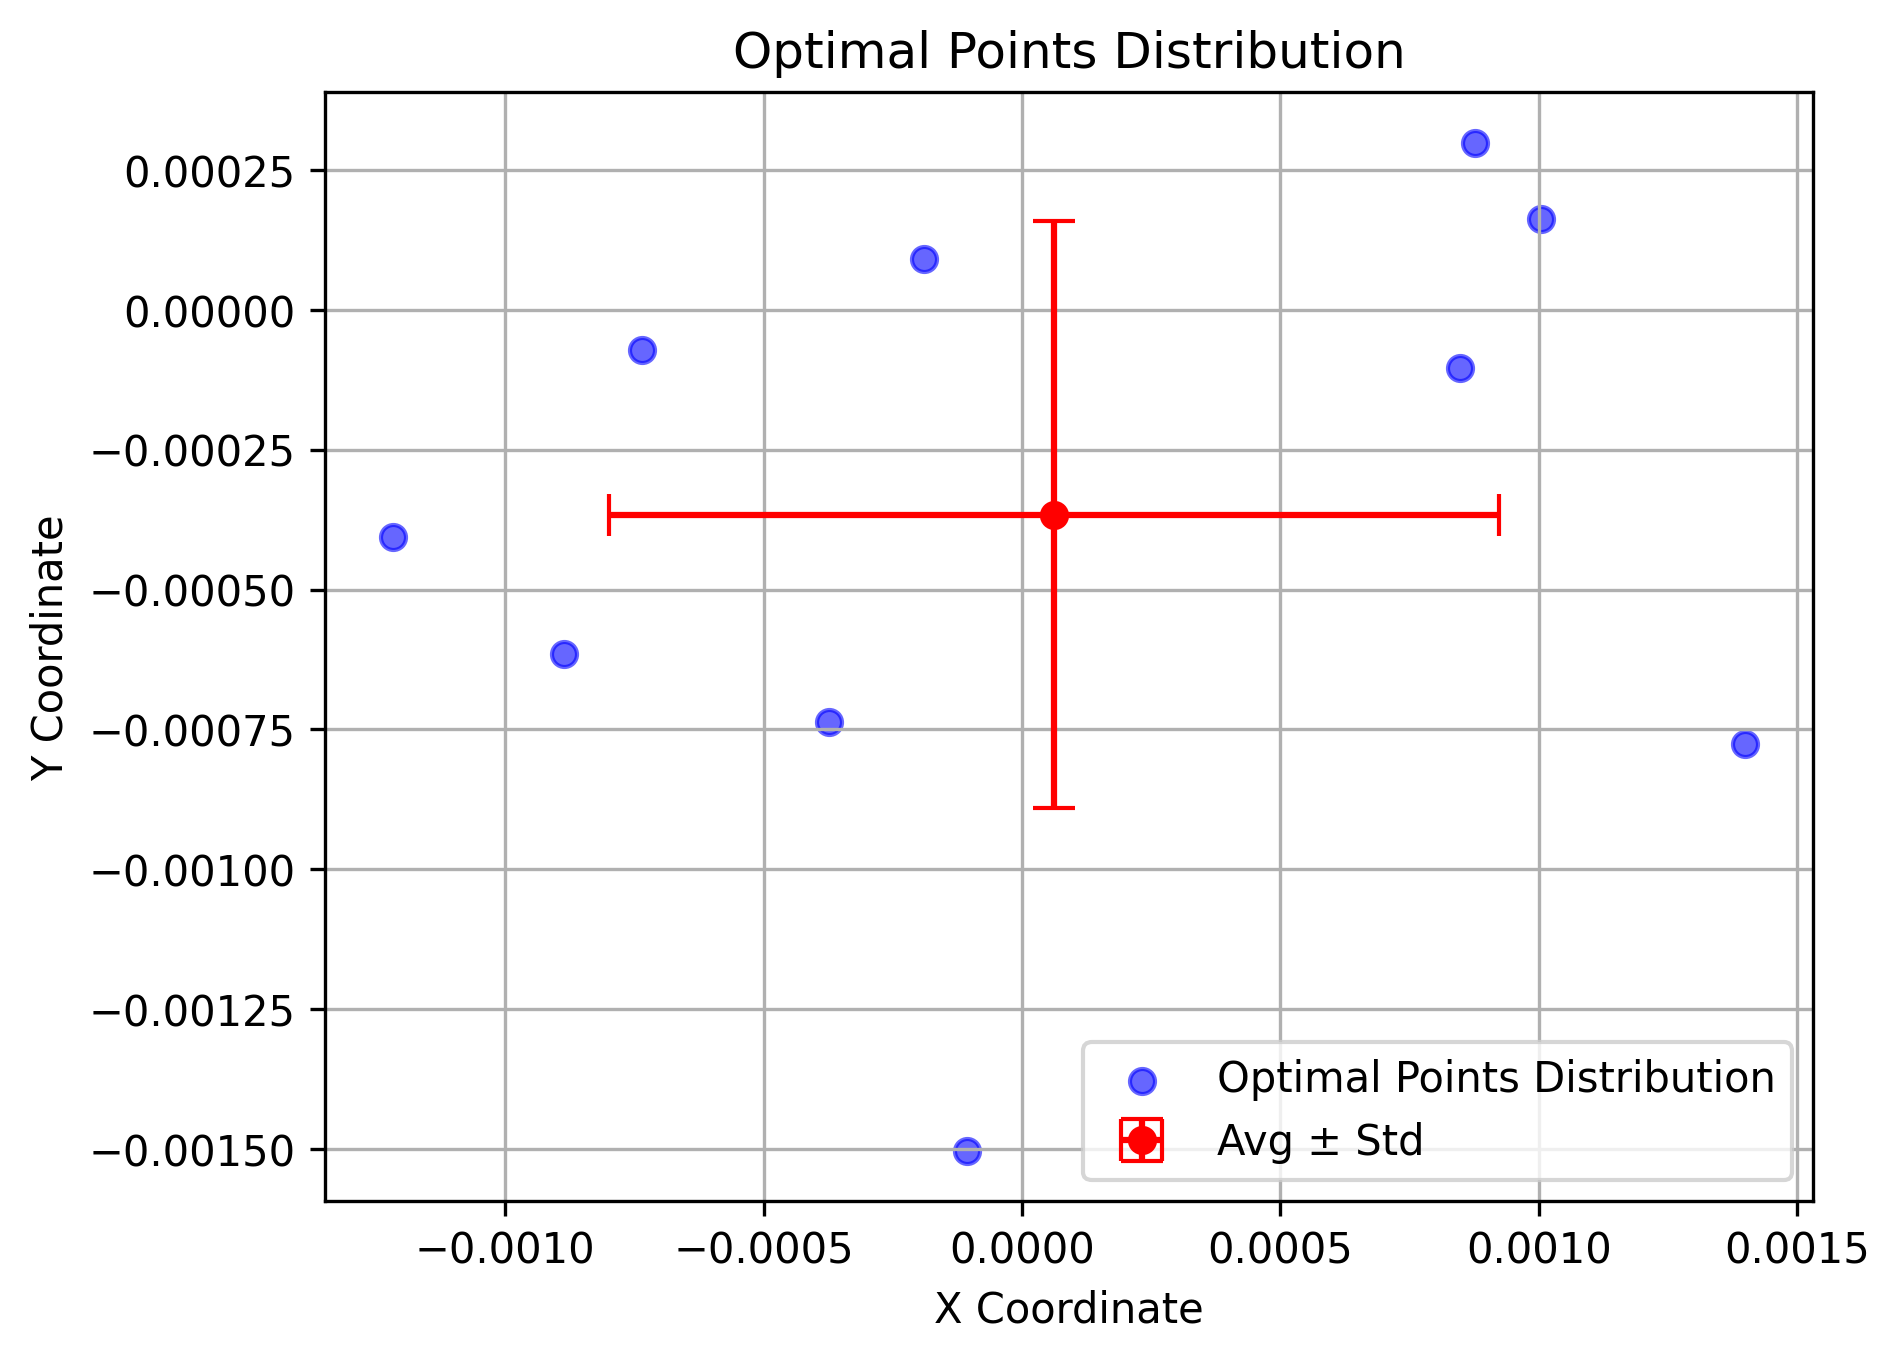 Optimal Points Distribution
0.00025
0.00000
−0.00025
−0.00050
−0.00075
−0.00100
−0.00125
−0.00150
Y Coordinate
Optimal Points Distribution
Avg ± Std
−0.0010 −0.0005 0.0000 0.0005 0.0010 0.0015
X Coordinate